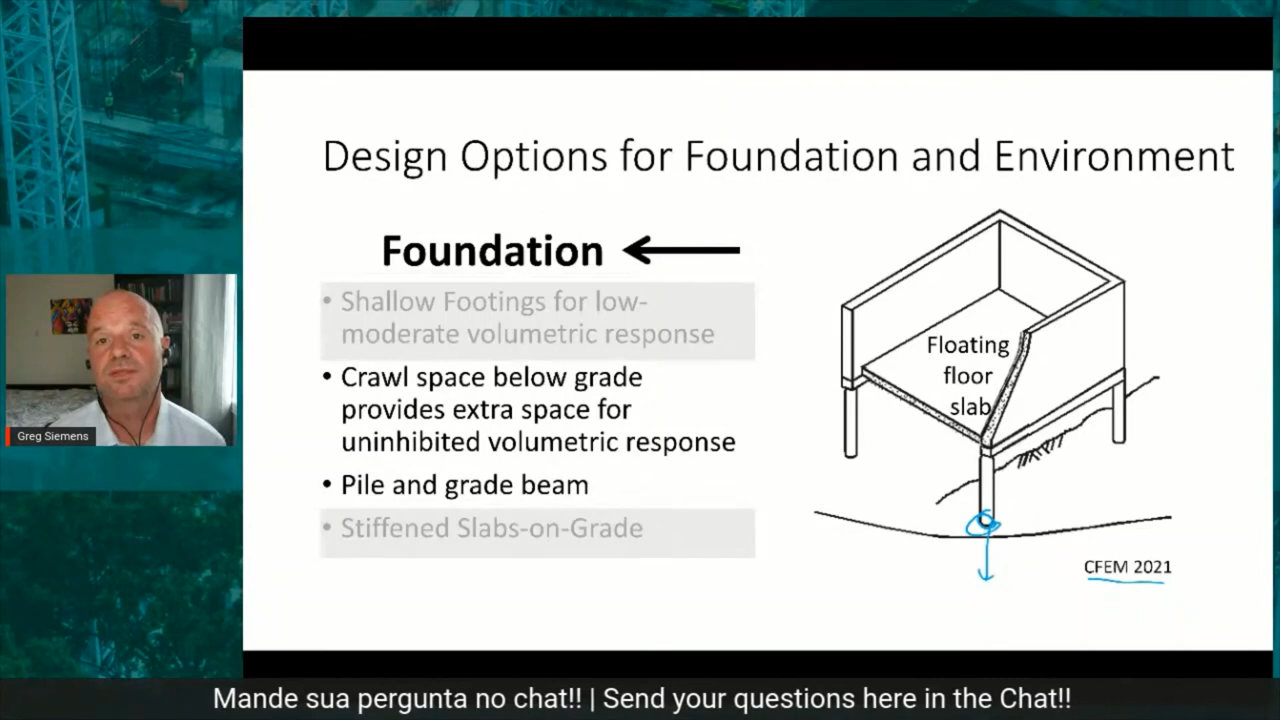 Design Options for Foundation and Environment
Foundation
• Shallow Footings for low-
moderate volumetric response
• Crawl space below grade
provides extra space for
uninhibited volumetric response
• Pile and grade beam
• Stiffened Slabs-on-Grade
Floating
floor
slab
CFEM 2021
Greg Siemens
Mande sua pergunta no chat!! | Send your questions here in the Chat!!